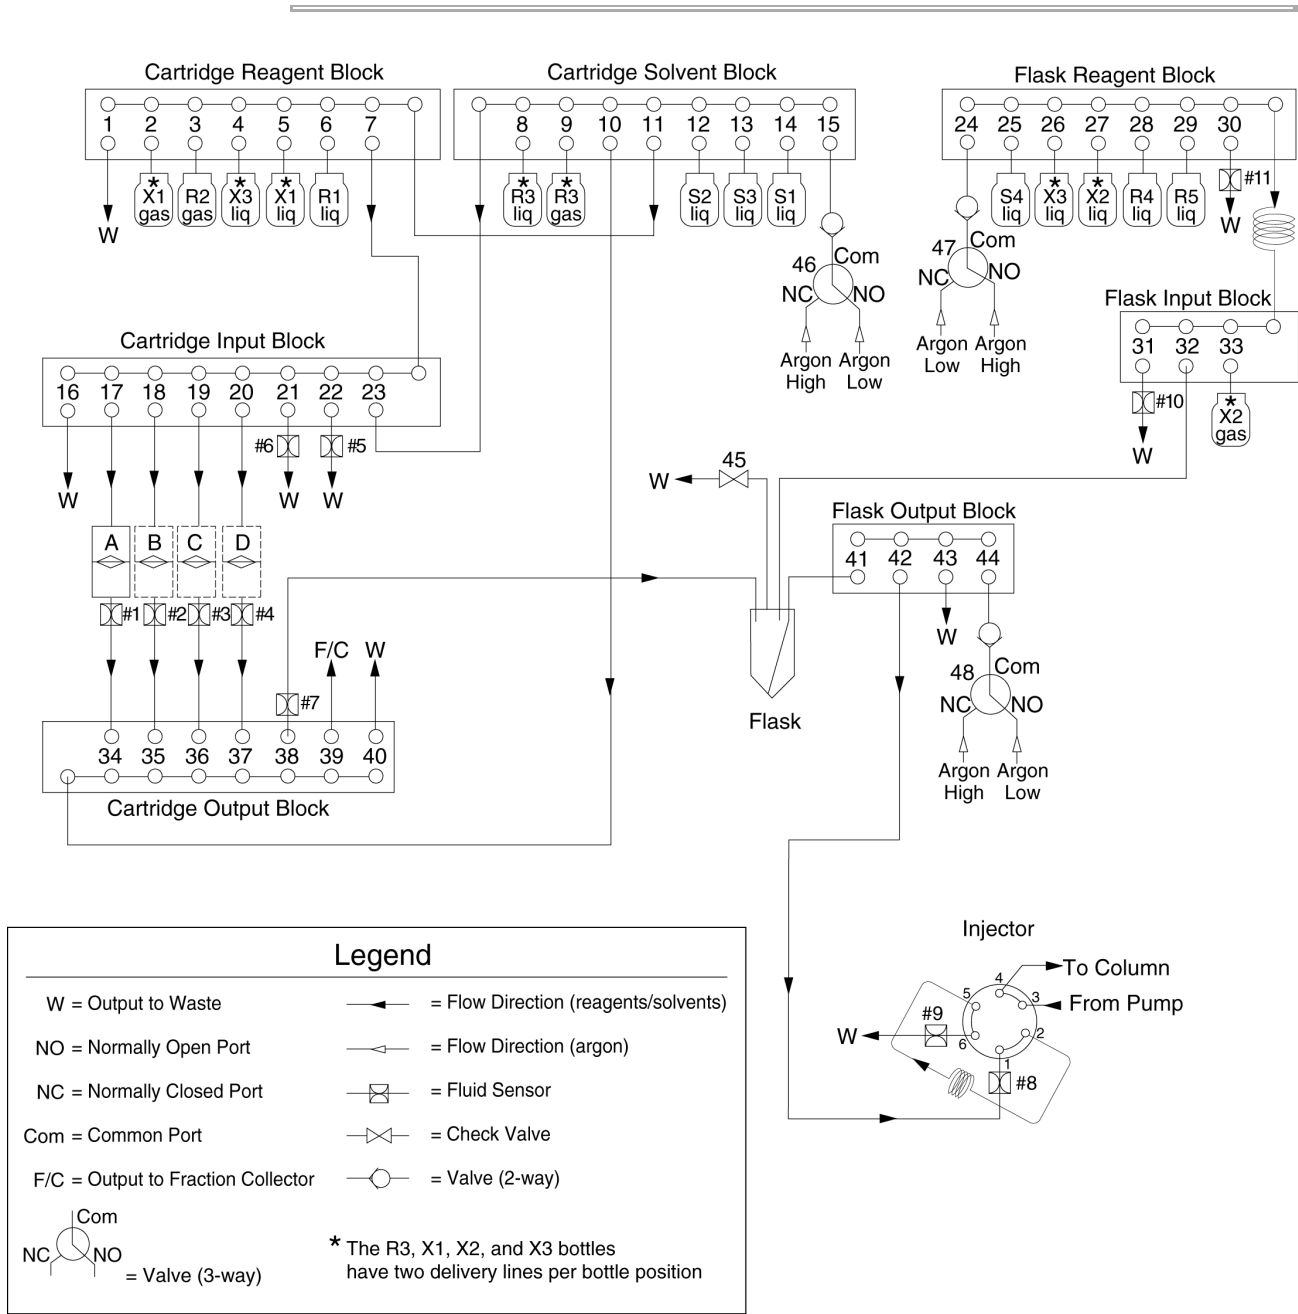 Cartridge Reagent Block
Cartridge Solvent Block
Flask Reagent Block
1 2 3 4 5 6 7
8 9 10 11 12 13 14 15
24 25 26 27 28 29 30
* X1 gas
R2 gas
* X3 liq
* X1 liq
R1 liq
* R3 liq
* R3 gas
S2 liq
S3 liq
S1 liq
S4 liq
* X3 liq
* X2 liq
R4 liq
R5 liq
#11
W
W
46
Com
NC
NO
Argon High
Argon Low
47
Com
NC
NO
Argon Low
Argon High
Flask Input Block
31 32 33
#10
W
* X2 gas
Cartridge Input Block
16 17 18 19 20 21 22 23
#6
#5
W
W
W
A
B
C
D
#1
#2
#3
#4
45
W
Flask Output Block
41 42 43 44
W
Flask
48
Com
NC
NO
Argon High
Argon Low
F/C
W
#7
34 35 36 37 38 39 40
Cartridge Output Block
Injector
To Column
From Pump
1
2
3
4
5
6
#9
W
#8
Legend
W = Output to Waste
NO = Normally Open Port
NC = Normally Closed Port
Com = Common Port
F/C = Output to Fraction Collector
Com
NC
NO
= Valve (3-way)
= Flow Direction (reagents/solvents)
= Flow Direction (argon)
= Fluid Sensor
= Check Valve
= Valve (2-way)
* The R3, X1, X2, and X3 bottles
have two delivery lines per bottle position